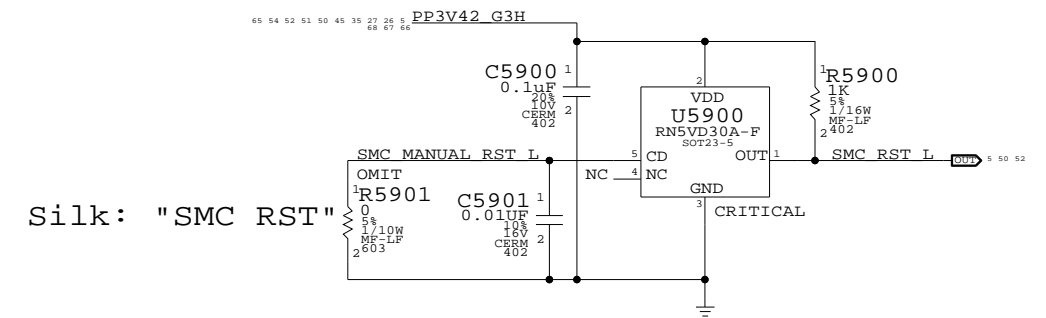 65 54 52 51 50 45 35 27 26 5 PP3V42_G3H
68 67 66
C5900 1
0.1uF
20%
10V
CERM
402
2
2
VDD
U5900
RN5VD30A-F
SOT23-5
1 R5900
1K
5%
1/16W
MF-LF
2 402
SMC_MANUAL_RST_L
5 CD
OUT 1
SMC_RST_L
OUT 5 50 52
NC 4 NC
GND
3
CRITICAL
OMIT
1 R5901
0
5%
1/10W
MF-LF
2 603
C5901 1
0.01UF
10%
16V
CERM
402
2
Silk: "SMC RST"